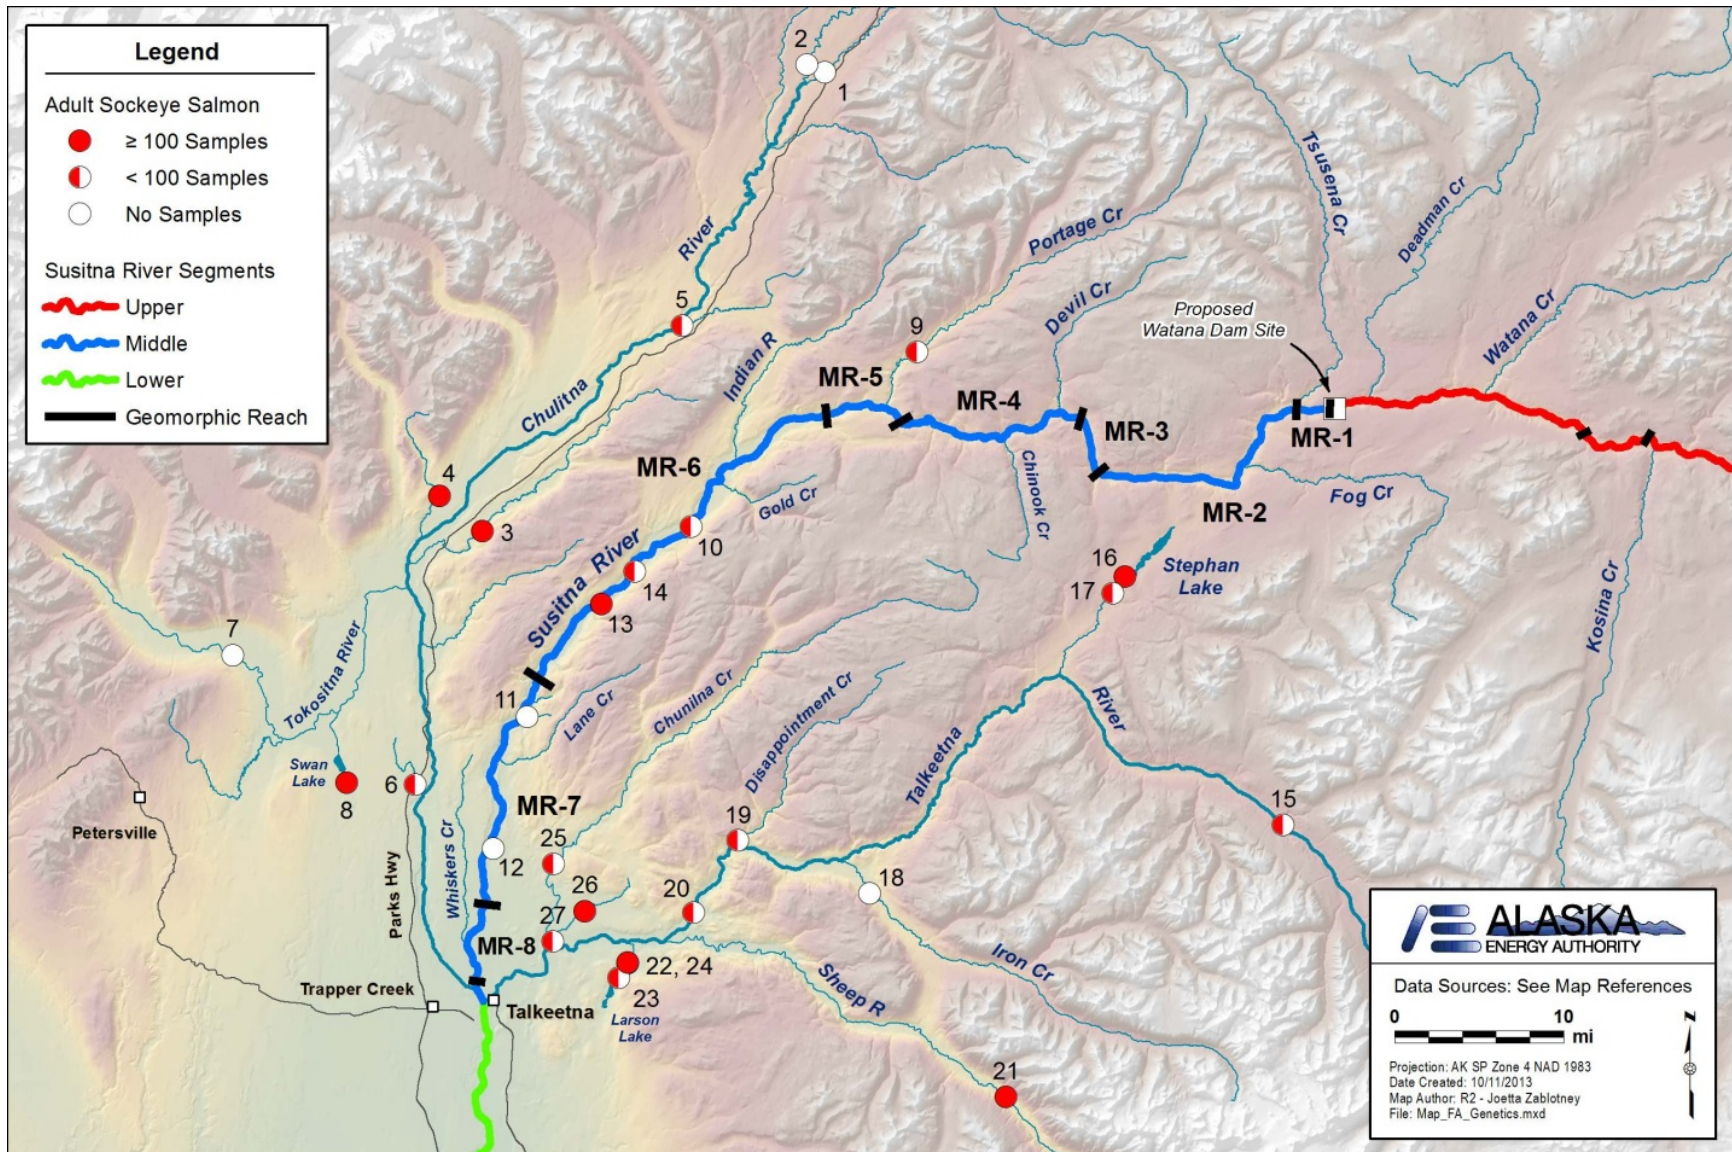 Legend
Adult Sockeye Salmon
≥ 100 Samples
< 100 Samples
No Samples
Susitna River Segments
Upper
Middle
Lower
Geomorphic Reach
2
1
Tsusena Cr
Deadman Cr
Portage Cr
River
5
Devil Cr
Proposed
Watana Dam Site
Watana Cr
9
Indian R
MR-5
MR-4
Chulitna
MR-3
MR-1
MR-6
4
Gold Cr
Chinook Cr
Fog Cr
MR-2
3
10
Susitna River
14
16
Stephan
Lake
17
13
Kosina Cr
7
Tokositna River
11
Lane Cr
Chunilna Cr
Disappointment Cr
River
Talkeetna
Swan
Lake
8
6
Petersville
MR-7
15
19
Whiskers Cr
12
25
18
Parks Hwy
26
20
27
MR-8
22, 24
Iron Cr
23
Sheep R
Larson
Lake
Trapper Creek
Talkeetna
21
ALASKA
ENERGY AUTHORITY
Data Sources: See Map References
0 10
mi
N
Projection: AK SP Zone 4 NAD 1983
Date Created: 10/11/2013
Map Author: R2 - Joetta Zablotney
File: Map_FA_Genetics.mxd